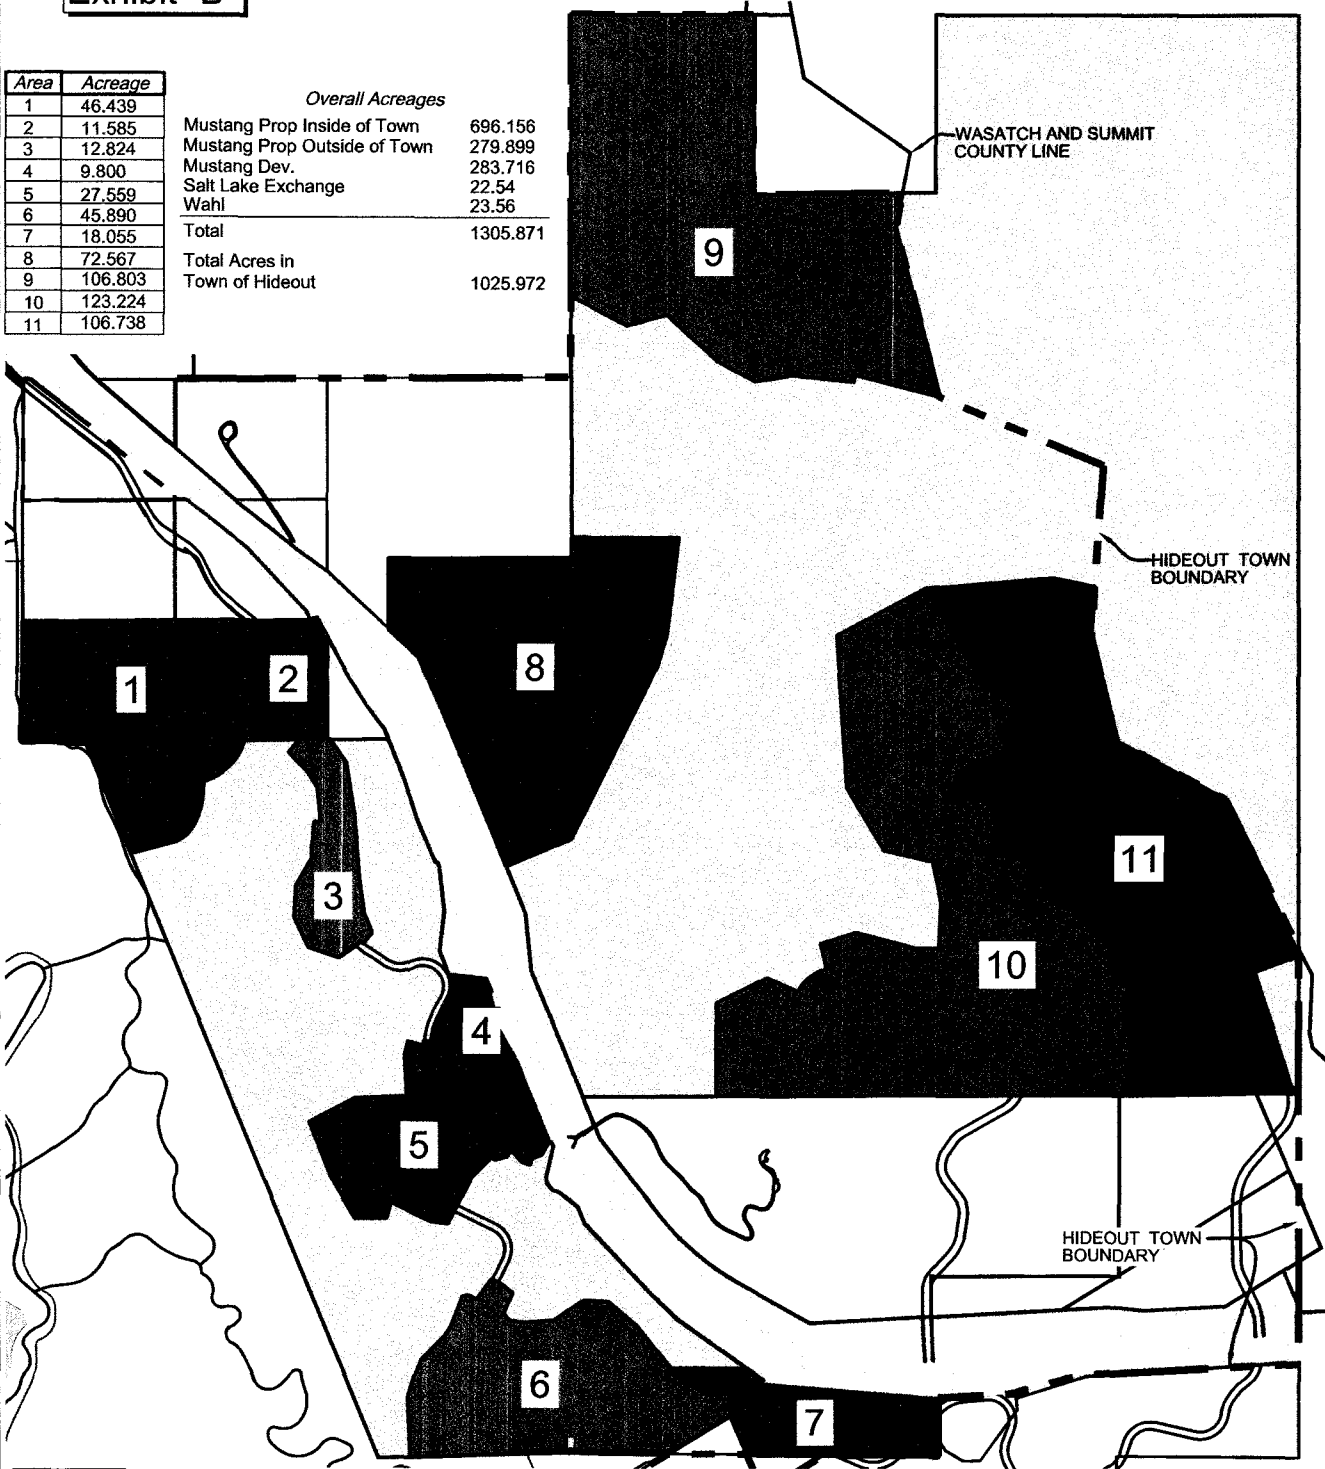 Exhibit "B"
Area Acreage
1 46.439
2 11.585
3 12.824
4 9.800
5 27.559
6 45.890
7 18.055
8 72.567
9 106.803
10 123.224
11 106.738
Overall Acreages
Mustang Prop Inside of Town 696.156
Mustang Prop Outside of Town 279.899
Mustang Dev. 283.716
Salt Lake Exchange 22.54
Wahl 23.56
Total 1305.871
Total Acres in
Town of Hideout 1025.972
WASATCH AND SUMMIT
COUNTY LINE
9
HIDEOUT TOWN
BOUNDARY
8
1
2
11
3
10
4
5
HIDEOUT TOWN
BOUNDARY
6
7